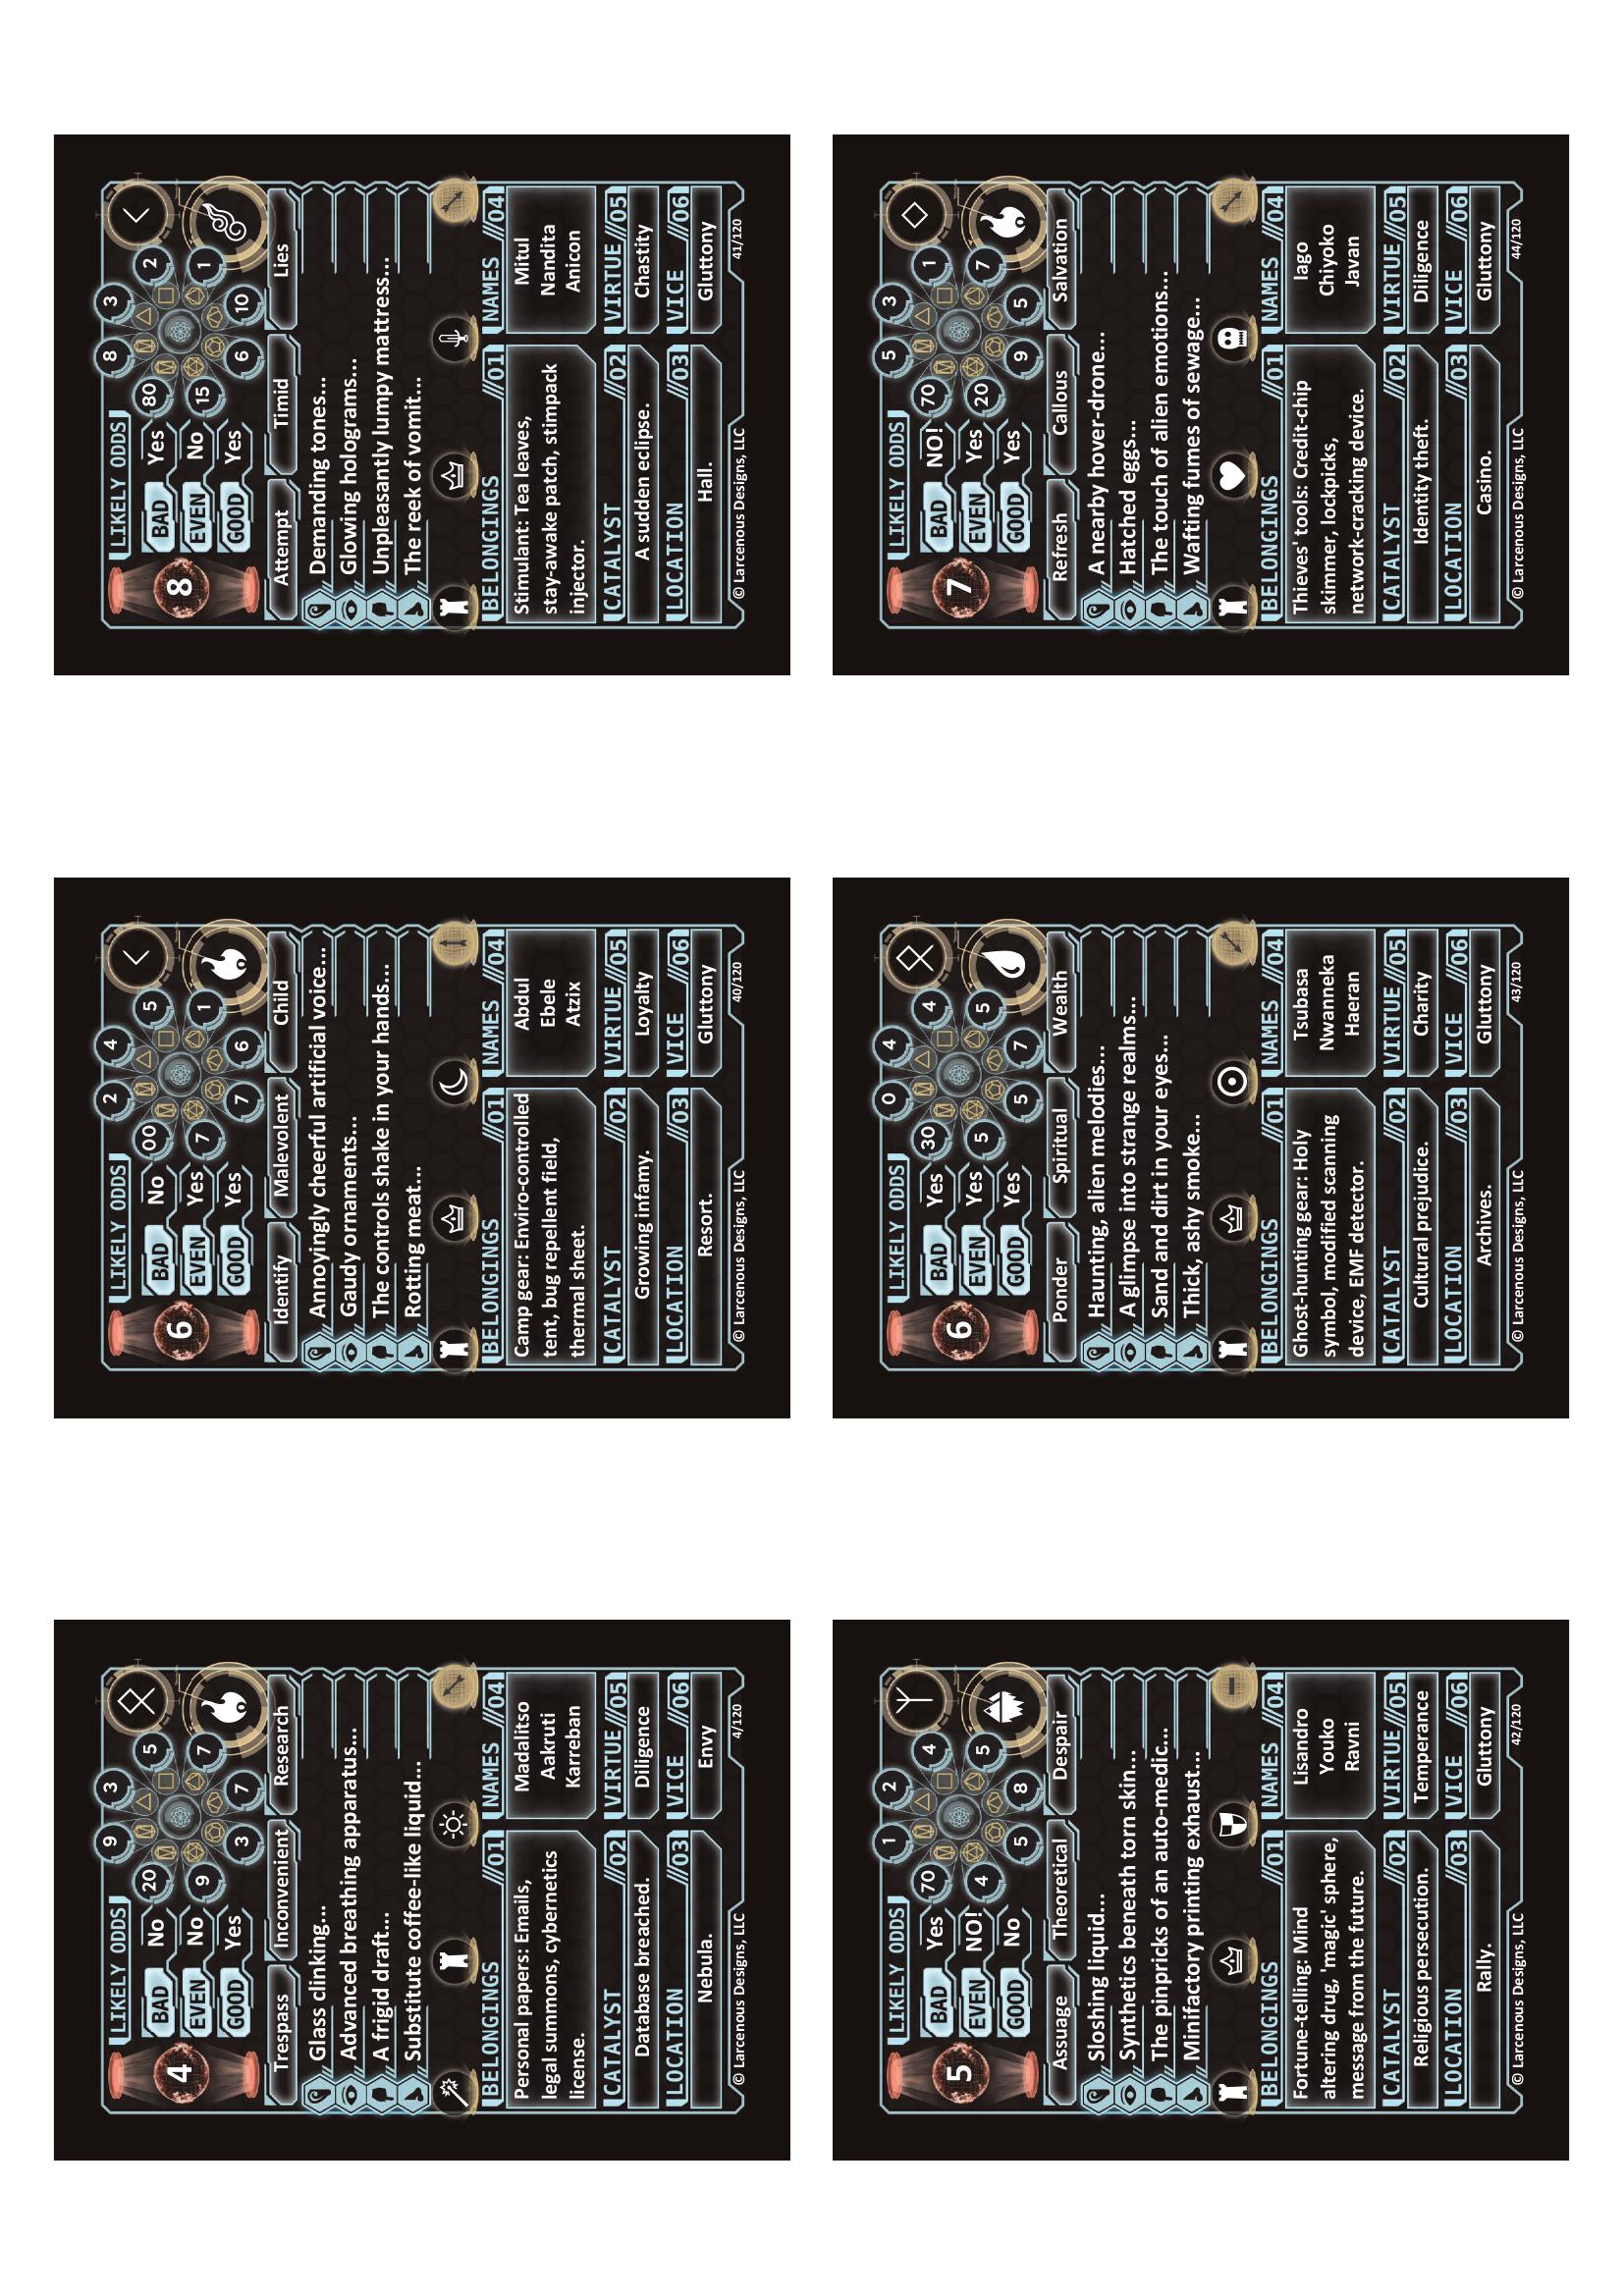 LIKELY ODDS 9 3
4 BAD No 20 5
EVEN No 9 7
GOOD Yes 3 7
Trespass Inconvenient Research
Glass clinking...
Advanced breathing apparatus...
A frigid draft...
Substitute coffee-like liquid...
BELONGINGS //01
Personal papers: Emails,
legal summons, cybernetics
license.
CATALYST //02
Database breached.
LOCATION //03
Nebula.
NAMES //04
Madalitso
Aakruti
Karreban
VIRTUE //05
Diligence
VICE //06
Envy
© Larcenous Designs, LLC 4/120
LIKELY ODDS 2 4
6 BAD No 00 5
EVEN Yes 7 1
GOOD Yes 7 6
Identify Malevolent Child
Annoyingly cheerful artificial voice...
Gaudy ornaments...
The controls shake in your hands...
Rotting meat...
BELONGINGS //01
Camp gear: Enviro-controlled
tent, bug repellent field,
thermal sheet.
CATALYST //02
Growing infamy.
LOCATION //03
Resort.
NAMES //04
Abdul
Ebele
Atzix
VIRTUE //05
Loyalty
VICE //06
Gluttony
© Larcenous Designs, LLC 40/120
LIKELY ODDS 8 3
8 BAD Yes 80 2
EVEN No 15 1
GOOD Yes 6 10
Attempt Timid Lies
Demanding tones...
Glowing holograms...
Unpleasantly lumpy mattress...
The reek of vomit...
BELONGINGS //01
Stimulant: Tea leaves,
stay-awake patch, stimpack
injector.
CATALYST //02
A sudden eclipse.
LOCATION //03
Hall.
NAMES //04
Mitul
Nandita
Anicon
VIRTUE //05
Chastity
VICE //06
Gluttony
© Larcenous Designs, LLC 41/120
LIKELY ODDS 1 2
5 BAD Yes 70 4
EVEN NO! 4 5
GOOD No 5 8
Assuage Theoretical Despair
Sloshing liquid...
Synthetics beneath torn skin...
The pinpricks of an auto-medic...
Minifactory printing exhaust...
BELONGINGS //01
Fortune-telling: Mind
altering drug, 'magic' sphere,
message from the future.
CATALYST //02
Religious persecution.
LOCATION //03
Rally.
NAMES //04
Lisandro
Youko
Ravni
VIRTUE //05
Temperance
VICE //06
Gluttony
© Larcenous Designs, LLC 42/120
LIKELY ODDS 0 4
6 BAD Yes 30 4
EVEN Yes 5 5
GOOD Yes 5 7
Ponder Spiritual Wealth
Haunting, alien melodies...
A glimpse into strange realms...
Sand and dirt in your eyes...
Thick, ashy smoke...
BELONGINGS //01
Ghost-hunting gear: Holy
symbol, modified scanning
device, EMF detector.
CATALYST //02
Cultural prejudice.
LOCATION //03
Archives.
NAMES //04
Tsubasa
Nwanneka
Haeran
VIRTUE //05
Charity
VICE //06
Gluttony
© Larcenous Designs, LLC 43/120
LIKELY ODDS 5 3
7 BAD NO! 70 1
EVEN Yes 20 7
GOOD Yes 9 5
Refresh Callous Salvation
A nearby hover-drone...
Hatched eggs...
The touch of alien emotions...
Wafting fumes of sewage...
BELONGINGS //01
Thieves' tools: Credit-chip
skimmer, lockpicks,
network-cracking device.
CATALYST //02
Identity theft.
LOCATION //03
Casino.
NAMES //04
Iago
Chiyoko
Javan
VIRTUE //05
Diligence
VICE //06
Gluttony
© Larcenous Designs, LLC 44/120